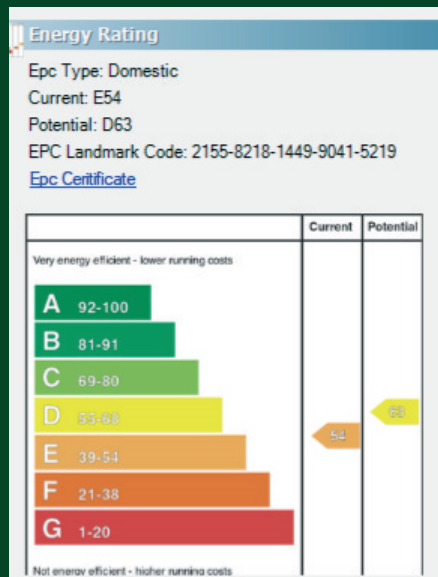 Energy Rating
Epc Type: Domestic
Current: E54
Potential: D63
EPC Landmark Code: 2155-8218-1449-9041-5219
Epc Ceritificate
Current Potential
Very energy efficient - lower running costs
A 92-100
B 81-91
C 69-80
D 55-68
63
54
E 39-54
F 21-38
G 1-20
Not energy efficient - higher running costs